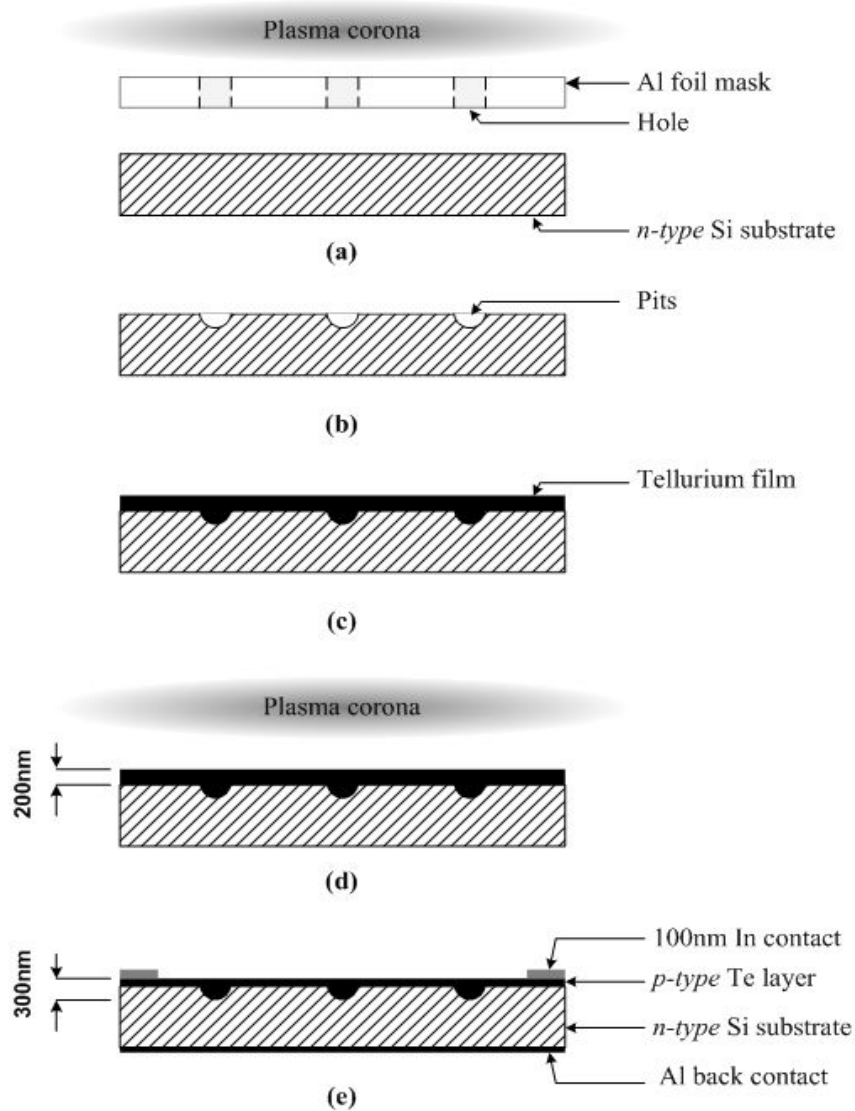 Plasma corona
Al foil mask
Hole
n-type Si substrate
(a)
Pits
(b)
Tellurium film
(c)
Plasma corona
200nm
(d)
100nm In contact
p-type Te layer
300nm
n-type Si substrate
Al back contact
(e)